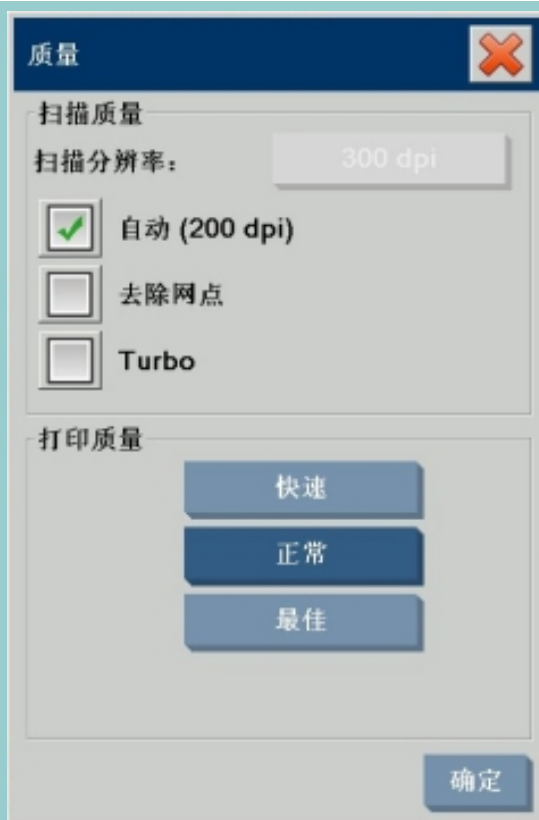 质量
扫描质量
扫描分辨率： 300 dpi
自动 (200 dpi)
去除网点
Turbo
打印质量
快速
正常
最佳
确定